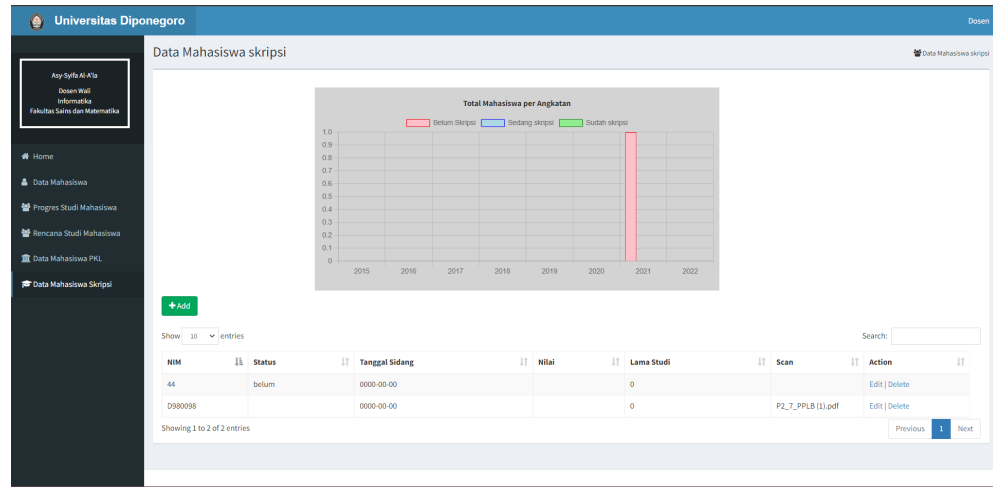 Universitas Diponegoro
Dosen
Asy-Syifa Al-A'la
Dosen Wali
Informatika
Fakultas Sains dan Matematika
Home
Data Mahasiswa
Progres Studi Mahasiswa
Rencana Studi Mahasiswa
Data Mahasiswa PKL
Data Mahasiswa Skripsi
Data Mahasiswa skripsi
Data Mahasiswa skripsi
Total Mahasiswa per Angkatan
Belum Skripsi Sedang skripsi Sudah skripsi
1.0
0.9
0.8
0.7
0.6
0.5
0.4
0.3
0.2
0.1
0
2015 2016 2017 2018 2019 2020 2021 2022
+Add
Show 10 entries Search:
NIM Status Tanggal Sidang Nilai Lama Studi Scan Action
44 belum 0000-00-00 0 Edit | Delete
D980098 0000-00-00 0 P2_7_PPLB (1).pdf Edit | Delete
Showing 1 to 2 of 2 entries Previous 1 Next